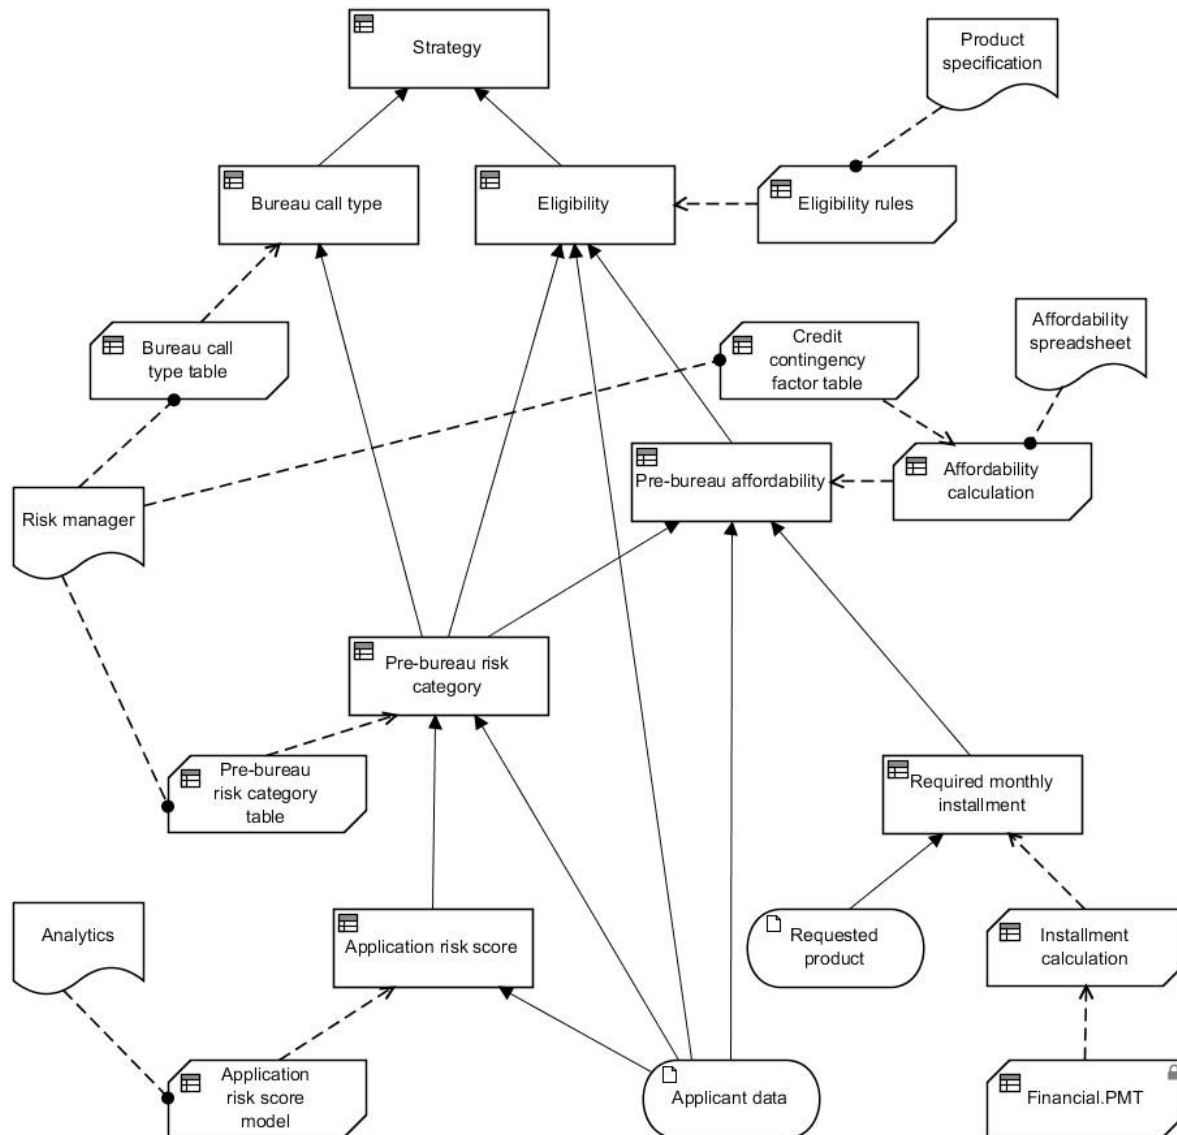 Strategy
Product
specification
Bureau call type
Eligibility
Eligibility rules
Bureau call
type table
Credit
contingency
factor table
Affordability
spreadsheet
Pre-bureau affordability
Affordability
calculation
Risk manager
Pre-bureau risk
category
Pre-bureau
risk category
table
Required monthly
installment
Analytics
Application risk score
Requested
product
Installment
calculation
Application
risk score
model
Applicant data
Financial.PMT